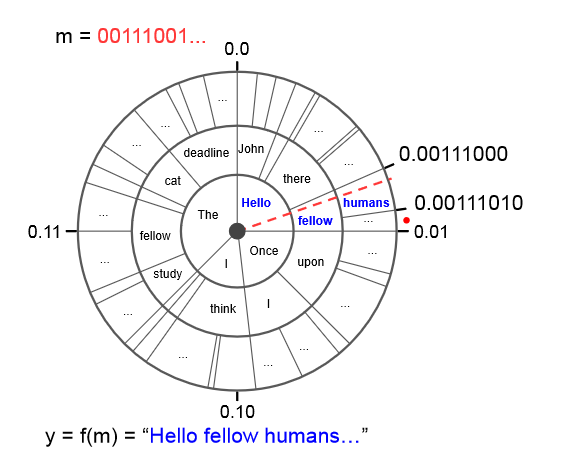 m = 00111001...
0.0
...
...
...
deadline
John
...
there
...
0.00111000
cat
Hello
humans
0.00111010
The
fellow
...
...
0.11
0.01
fellow
Once
...
...
I
upon
study
...
think
I
...
...
...
0.10
y = f(m) = “Hello fellow humans…”